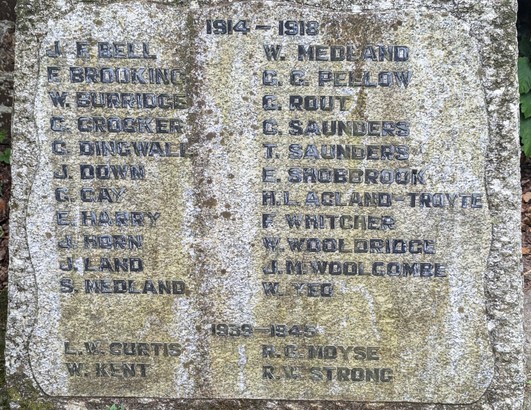 1914 – 1918
J. F. BELL
F. BROOKING
W. BURRIDGE
C. CROCKER
C. DINGWALL
J. DOWN
C. GAY
E. HARRY
J. HORN
J. LAND
S. MEDLAND
W. MEDLAND
C. C. PELLOW
G. ROUT
C. SAUNDERS
T. SAUNDERS
E. SHOBBROOK
H.L. ACLAND-TROYTE
F. WHITCHER
W. WOOLDRIDGE
J. M. WOOLCOMBE
W. YEO
1939–1945
L.W. CURTIS
W. KENT
R.C. MOYSE
R.V. STRONG